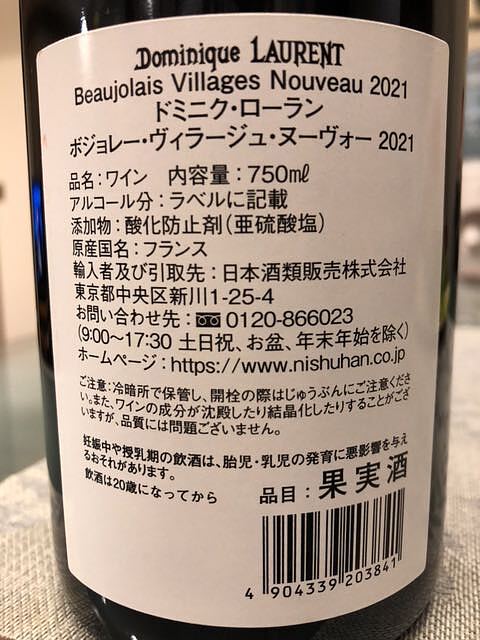 Dominique LAURENT
Beaujolais Villages Nouveau 2021
ドミニク・ローラン
ボジョレー・ヴィラージュ・ヌーヴォー 2021
品名：ワイン　内容量：750mℓ
アルコール分：ラベルに記載
添加物：酸化防止剤（亜硫酸塩）
原産国名：フランス
輸入者及び引取先：日本酒類販売株式会社
東京都中央区新川1-25-4
お問い合わせ先：0120-866023
(9:00〜17:30 土日祝、お盆、年末年始を除く)
ホームページ：https://www.nishuhan.co.jp
ご注意：冷暗所で保管し、開栓の際はじゅうぶんにご注意くださ
い。また、ワインの成分が沈殿したり結晶化したりすることがござ
いますが、品質には問題ございません。
妊娠中や授乳期の飲酒は、胎児・乳児の発育に悪影響を与え
るおそれがあります。
飲酒は20歳になってから
品目：果実酒
4 904339 203841